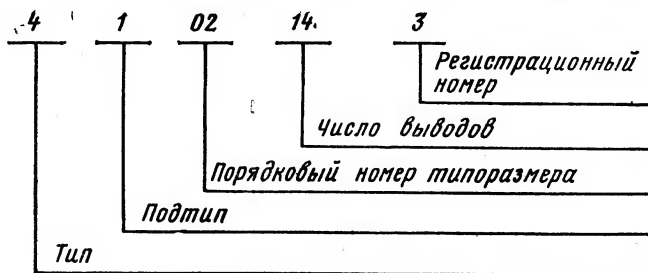 4 1 02 14. 3
Регистрационный
номер
Число выводов
Порядковый номер типоразмера
Подтип
Тип